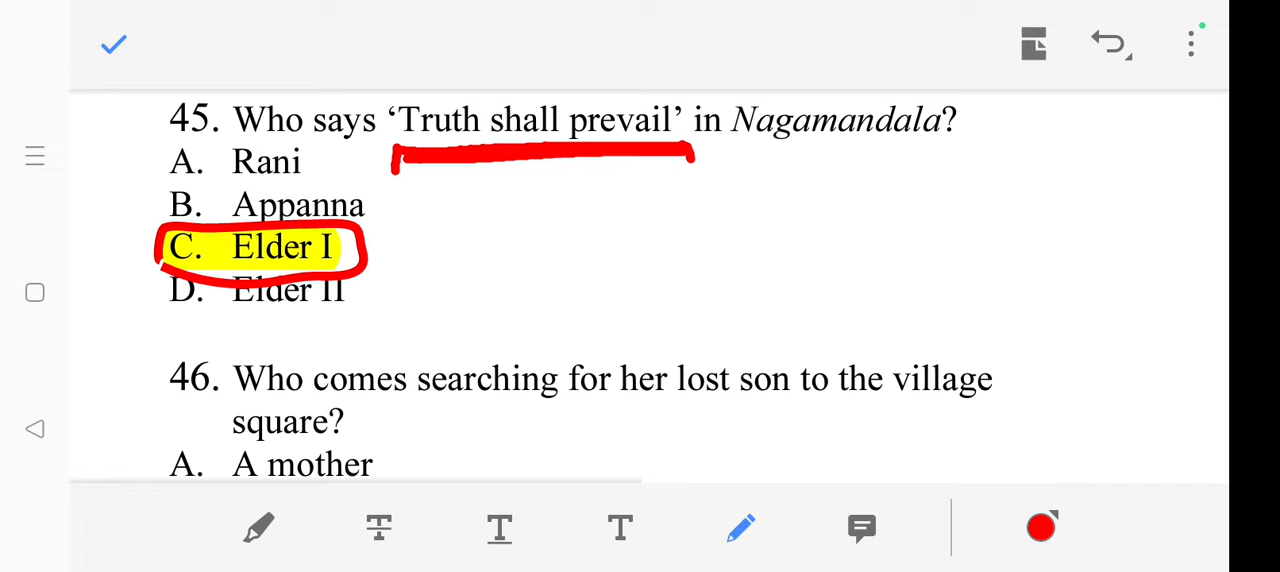 45. Who says ‘Truth shall prevail’ in Nagamandala?
A. Rani
B. Appanna
C. Elder I
D. Elder II
46. Who comes searching for her lost son to the village
square?
A. A mother
T
T
T